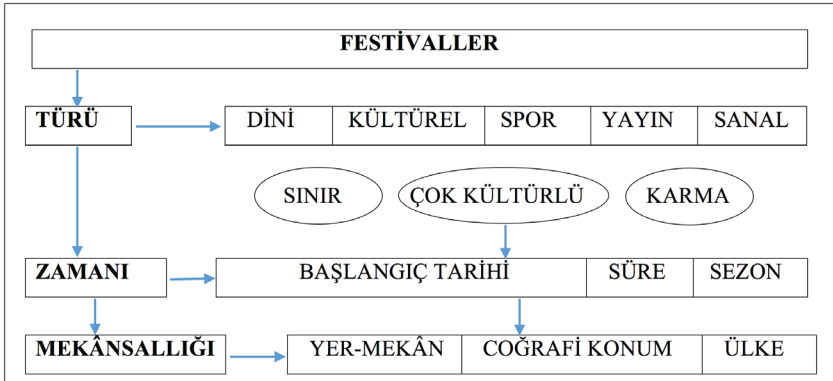 FESTİVALLER
TÜRÜ DİNİ KÜLTÜREL SPOR YAYIN SANAL
SINIR ÇOK KÜLTÜRLÜ KARMA
ZAMANI BAŞLANGIÇ TARİHİ SÜRE SEZON
MEKÂNSALLIĞI YER-MEKÂN COĞRAFİ KONUM ÜLKE